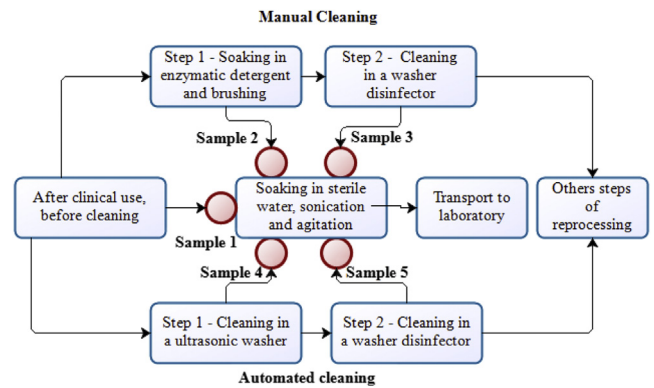 Manual Cleaning
Step 1 - Soaking in
enzymatic detergent
and brushing
Step 2 - Cleaning
in a washer
disinfector
Sample 2
Sample 3
After clinical use,
before cleaning
Sample 1
Soaking in sterile
water, sonication
and agitation
Transport to
laboratory
Others steps
of
reprocessing
Sample 4
Sample 5
Step 1 - Cleaning in
a ultrasonic washer
Step 2 - Cleaning in
a washer disinfector
Automated cleaning